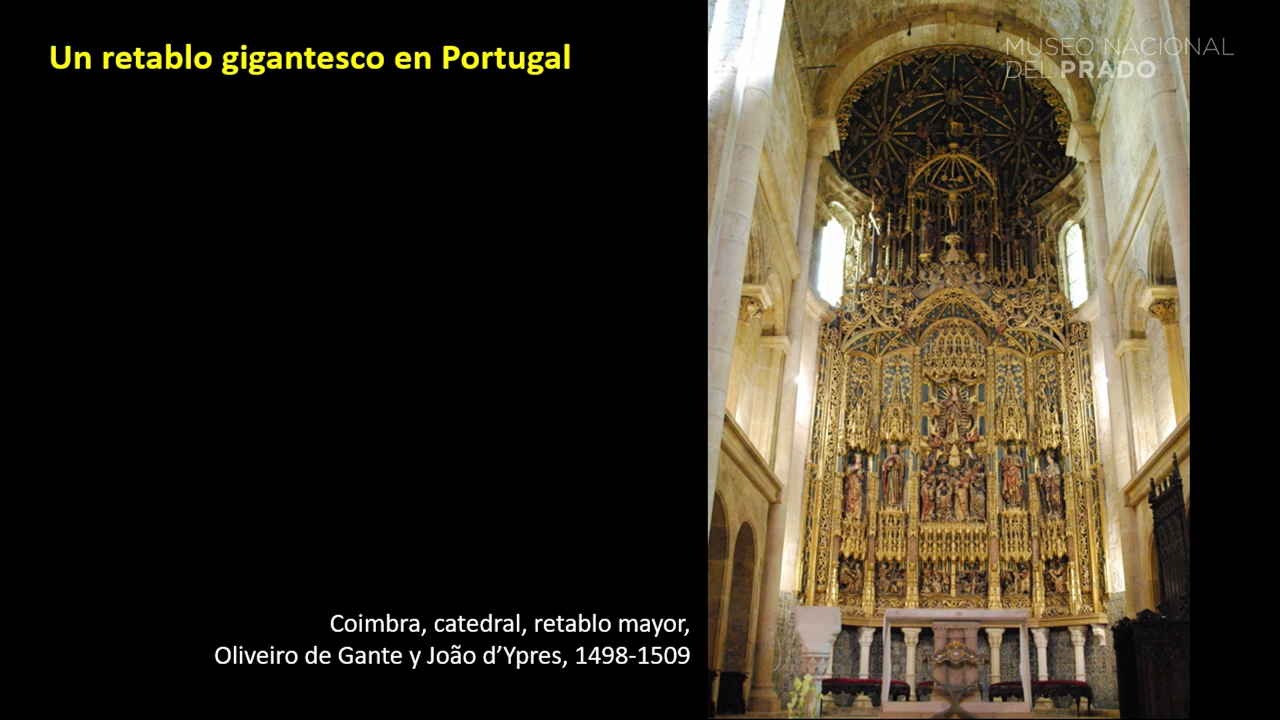 Un retablo gigantesco en Portugal
MUSEO NACIONAL
DEL PRADO
Coimbra, catedral, retablo mayor,
Oliveiro de Gante y João d’Ypres, 1498-1509